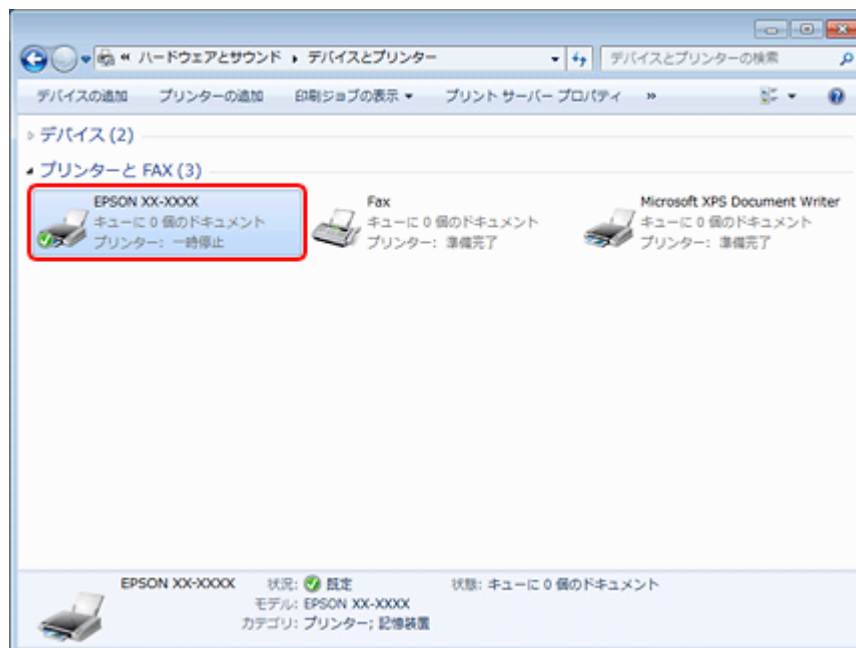 « ハードウェアとサウンド ▸ デバイスとプリンター
デバイスとプリンターの検索
デバイスの追加 プリンターの追加 印刷ジョブの表示 ▼ プリント サーバー プロパティ »
デバイス (2)
プリンターと FAX (3)
EPSON XX-XXXX
キューに 0 個のドキュメント
プリンター: 一時停止
Fax
キューに 0 個のドキュメント
プリンター: 準備完了
Microsoft XPS Document Writer
キューに 0 個のドキュメント
プリンター: 準備完了
EPSON XX-XXXX 状況: 既定 状態: キューに 0 個のドキュメント
モデル: EPSON XX-XXXX
カテゴリ: プリンター; 記憶装置